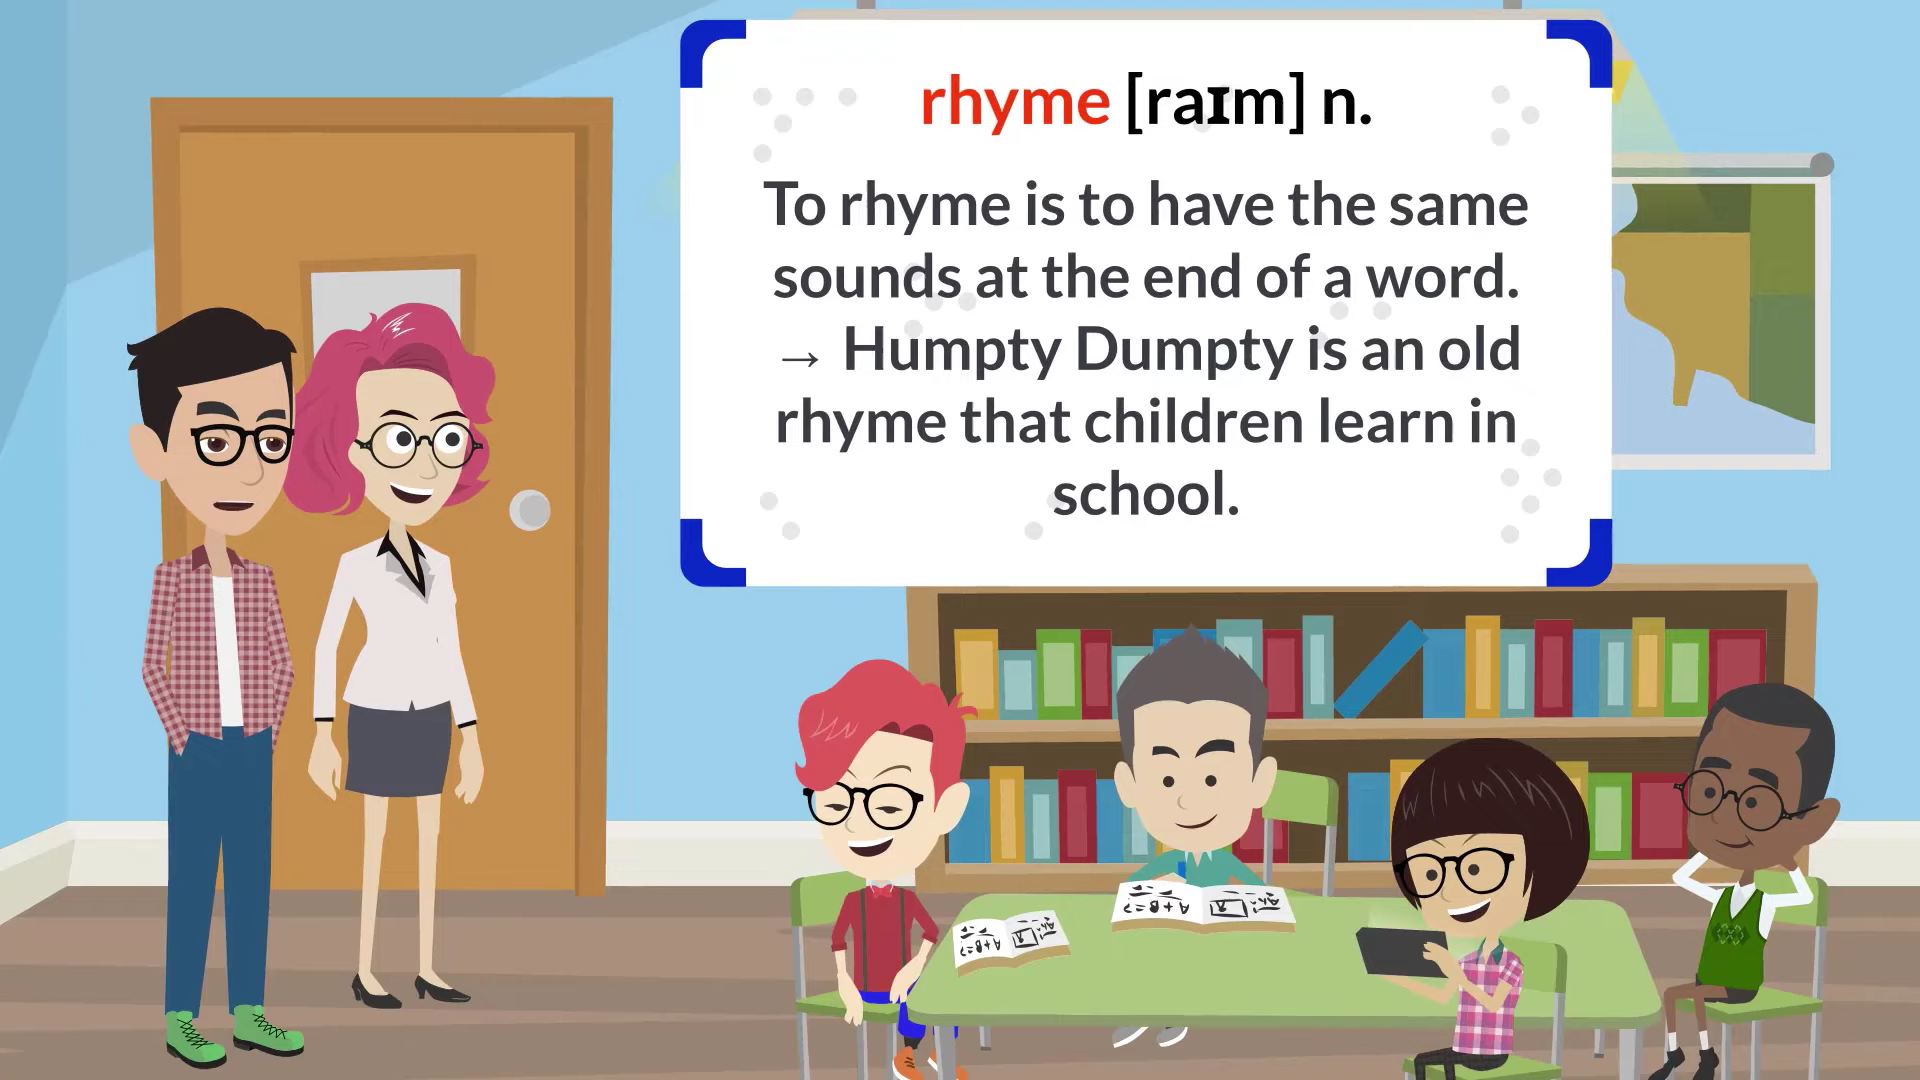 rhyme [raɪm] n.
To rhyme is to have the same
sounds at the end of a word.
→ Humpty Dumpty is an old
rhyme that children learn in
school.
A+B=?
A+B=?